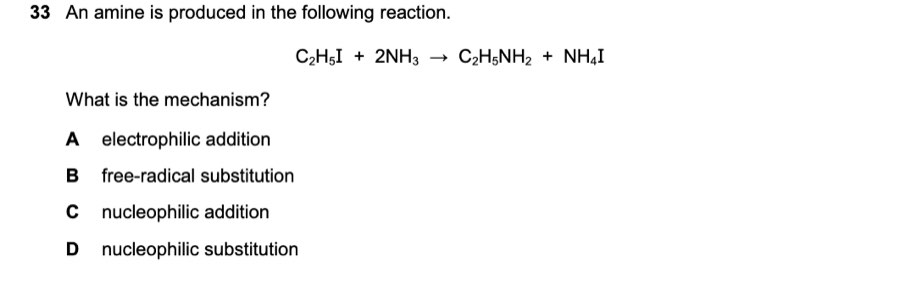 33 An amine is produced in the following reaction.
C₂H₅I + 2NH₃ → C₂H₅NH₂ + NH₄I
What is the mechanism?
A electrophilic addition
B free-radical substitution
C nucleophilic addition
D nucleophilic substitution